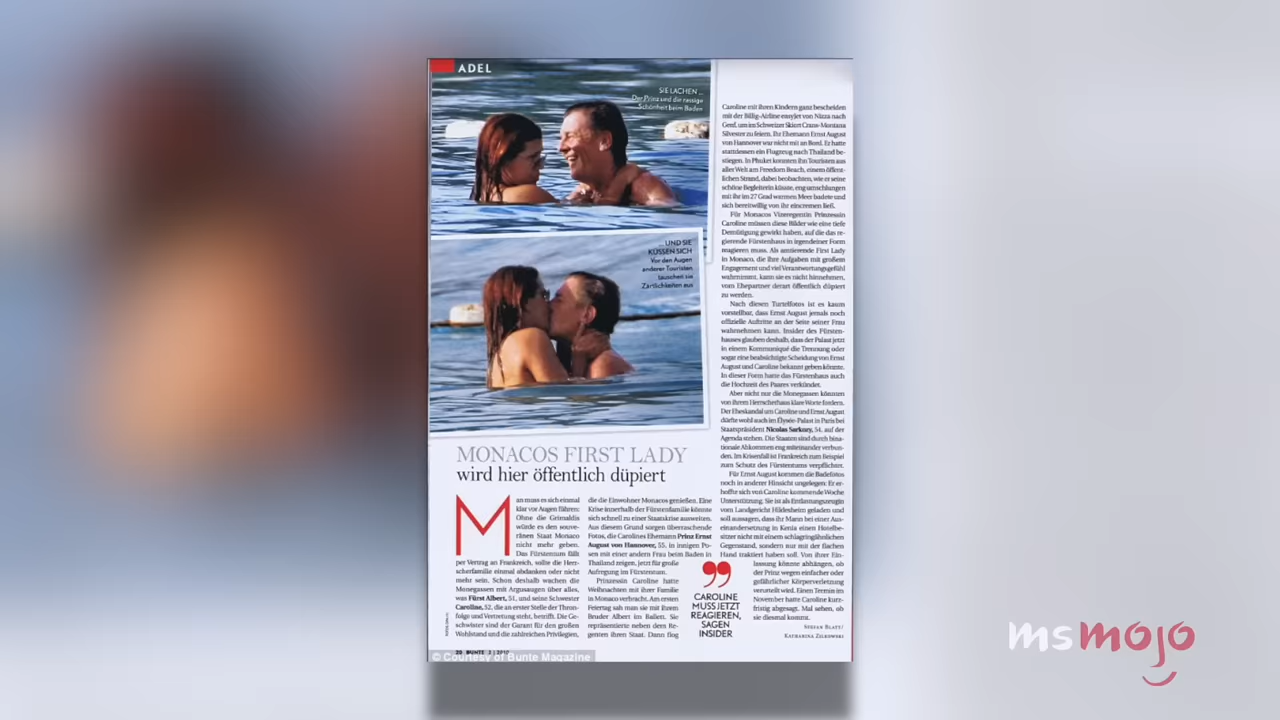 ADEL
SIE LACHEN ...
Der Prinz und die rassige
Schönheit beim Baden
... UND SIE
KÜSSEN SICH
Vor den Augen
anderer Touristen
tauschen sie
Zärtlichkeiten aus
MONACOS FIRST LADY
wird hier öffentlich düpiert
Man muss es sich einmal
klar vor Augen führen:
Ohne die Grimaldis
würde es den souve-
ränen Staat Monaco
nicht mehr geben.
Das Fürstentum fällt
per Vertrag an Frankreich, sollte die Herr-
scherfamilie einmal abdanken oder nicht
mehr sein. Schon deshalb wachen die
Monegassen mit Argusaugen über alles,
was Fürst Albert, 51, und seine Schwester
Caroline, 52, die an erster Stelle der Thron-
folge und Vertretung steht, betrifft. Die Ge-
schwister sind der Garant für den großen
Wohlstand und die zahlreichen Privilegien,
die die Einwohner Monacos genießen. Eine
Krise innerhalb der Fürstenfamilie könnte
sich schnell zu einer Staatskrise ausweiten.
Aus diesem Grund sorgen überraschende
Fotos, die Carolines Ehemann Prinz Ernst
August von Hannover, 55, in innigen Po-
sen mit einer andern Frau beim Baden in
Thailand zeigen, jetzt für große
Aufregung im Fürstentum.
Prinzessin Caroline hatte
Weihnachten mit ihrer Familie
in Monaco verbracht. Am ersten
Feiertag sah man sie mit ihrem
Bruder Albert im Ballett. Sie
repräsentierte neben dem Re-
genten ihren Staat. Dann flog
CAROLINE
MUSS JETZT
REAGIEREN,
SAGEN
INSIDER
Caroline mit ihren Kindern ganz bescheiden
mit der Billig-Airline easyJet von Nizza nach
Genf, um im Schweizer Skiort Crans-Montana
Silvester zu feiern. Ihr Ehemann Ernst August
von Hannover war nicht mit an Bord. Er hatte
stattdessen ein Flugzeug nach Thailand be-
stiegen. In Phuket konnten ihn Touristen aus
aller Welt am Freedom Beach, einem öffent-
lichen Strand, dabei beobachten, wie er seine
schöne Begleiterin küsste, eng umschlungen
mit ihr im 27 Grad warmen Meer badete und
sich bereitwillig von ihr eincremen ließ.
Für Monacos Vizeregentin Prinzessin
Caroline müssen diese Bilder wie eine tiefe
Demütigung gewirkt haben, auf die das re-
gierende Fürstenhaus in irgendeiner Form
reagieren muss. Als amtierende First Lady
in Monaco, die ihre Aufgaben mit großem
Engagement und viel Verantwortungsgefühl
wahrnimmt, kann sie es nicht hinnehmen,
vom Ehepartner derart öffentlich düpiert
zu werden.
Nach diesen Turtelfotos ist es kaum
vorstellbar, dass Ernst August jemals noch
offizielle Auftritte an der Seite seiner Frau
wahrnehmen kann. Insider des Fürsten-
hauses glauben deshalb, dass der Palast jetzt
in einem Kommuniqué die Trennung oder
sogar eine beabsichtigte Scheidung von Ernst
August und Caroline bekannt geben könnte.
In dieser Form hatte das Fürstenhaus auch
die Hochzeit des Paares verkündet.
Aber nicht nur die Monegassen könnten
von ihrem Herrscherhaus klare Worte fordern.
Der Eheskandal um Caroline und Ernst August
dürfte wohl auch im Élysée-Palast in Paris bei
Staatspräsident Nicolas Sarkozy, 54, auf der
Agenda stehen. Die Staaten sind durch bina-
tionale Abkommen eng miteinander verbun-
den. Im Krisenfall ist Frankreich zum Beispiel
zum Schutz des Fürstentums verpflichtet.
Für Ernst August kommen die Badefotos
noch in anderer Hinsicht ungelegen: Er er-
hoffte sich von Caroline kommende Woche
Unterstützung. Sie ist als Entlastungszeugin
vom Landgericht Hildesheim geladen und
soll aussagen, dass ihr Mann bei einer Aus-
einandersetzung in Kenia einen Hotelbe-
sitzer nicht mit einem schlagringähnlichen
Gegenstand, sondern nur mit der flachen
Hand traktiert haben soll. Von ihrer Ein-
lassung könnte abhängen, ob
der Prinz wegen einfacher oder
gefährlicher Körperverletzung
verurteilt wird. Einen Termin im
November hatte Caroline kurz-
fristig abgesagt. Mal sehen, ob
sie diesmal kommt.
STEFAN BLATT/
KATHARINA
BUNTE
© Courtesy of Bunte Magazine
msmojo